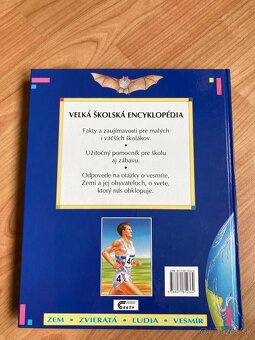 VEĽKÁ ŠKOLSKÁ ENCYKLOPÉDIA
Fakty a zaujímavosti pre malých
i väčších školákov.
•
Užitočný pomocník pre školu
aj zábavu.
•
Odpovede na otázky o vesmíre,
Zemi a jej obyvateľoch, o svete,
ktorý nás obklopuje.
CESTY
ZEM • ZVIERATÁ • ĽUDIA • VESMÍR